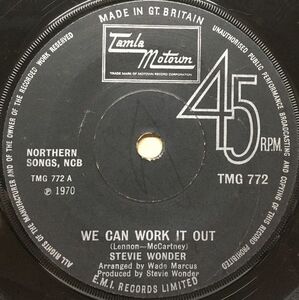 MADE IN GT. BRITAIN
UNAUTHORISED PUBLIC PERFORMANCE BROADCASTING AND COPYING OF THIS RECORD PROHIBITED
ALL RIGHTS OF THE MANUFACTURER AND OF THE OWNER OF THE RECORDED WORK RESERVED
Tamla
Motown
TRADE MARK OF MOTOWN RECORD CORPORATION
45
R.P.M.
NORTHERN
SONGS, NCB
TMG 772 A
℗ 1970
TMG 772
WE CAN WORK IT OUT
(Lennon—McCartney)
STEVIE WONDER
Arranged by Wade Marcus
Produced by Stevie Wonder
E.M.I. RECORDS LIMITED